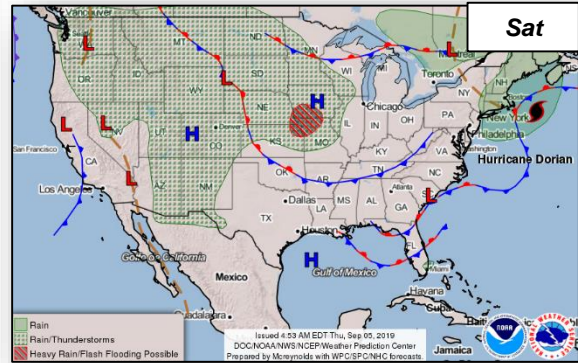 Sat
Vancouver
Seattle
WA
MT
ND
MN
Montreal
OR
ID
WY
SD
WI
MI
Toronto
NH
NY
New York
NE
IA
Chicago
Philadelphia
PA
NV
UT
Denver
CO
KS
MO
IL
IN
OH
WV
VA
KY
San Francisco
CA
Hurricane Dorian
Los Angeles
AZ
NM
OK
AR
TN
NC
SC
Dallas
MS
AL
GA
Atlanta
TX
LA
Houston
FL
Miami
Gulf of Mexico
Golfo de California
Mexico
Havana
Cuba
Guadalajara
Jamaica
L
L
L
L
L
L
L
H
H
H
Rain
Rain/Thunderstorms
Heavy Rain/Flash Flooding Possible
Issued 4:53 AM EDT Thu, Sep 05, 2019
DOC/NOAA/NWS/NCEP/Weather Prediction Center
Prepared by Mcreynolds with WPC/SPC/NHC forecasts.
NOAA